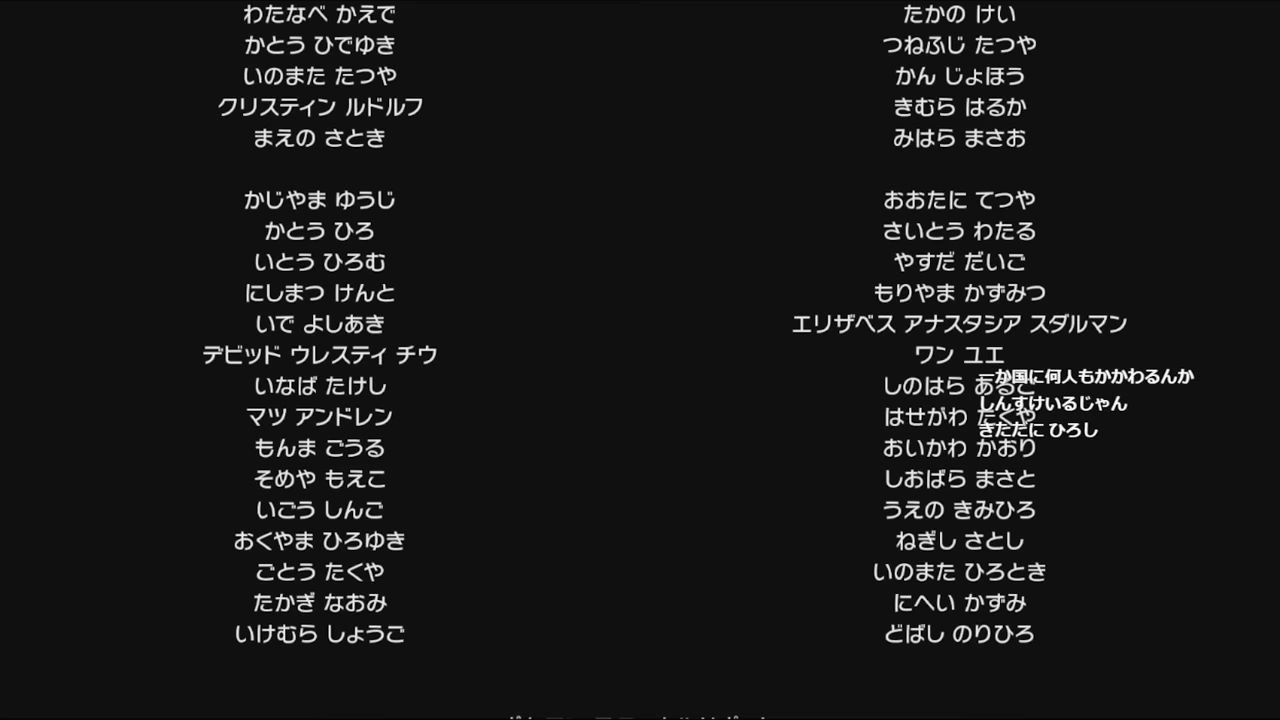 わたなべ かえで
かとう ひでゆき
いのまた たつや
クリスティン ルドルフ
まえの さとき
かじやま ゆうじ
かとう ひろ
いとう ひろむ
にしまつ けんと
いで よしあき
デビッド ウレスティ チウ
いなば たけし
マツ アンドレン
もんま ごうる
そめや もえこ
いごう しんご
おくやま ひろゆき
ごとう たくや
たかぎ なおみ
いけむら しょうご
たかの けい
つねふじ たつや
かん じょほう
きむら はるか
みはら まさお
おおたに てつや
さいとう わたる
やすだ だいご
もりやま かずみつ
エリザベス アナスタシア スダルマン
ワン ユエ
しのはら
はせがわ たくや
おいかわ かおり
しおばら まさと
うえの きみひろ
ねぎし さとし
いのまた ひろとき
にへい かずみ
どばし のりひろ
一か国に何人もかかわるんか
しんすけいるじゃん
きただに ひろし